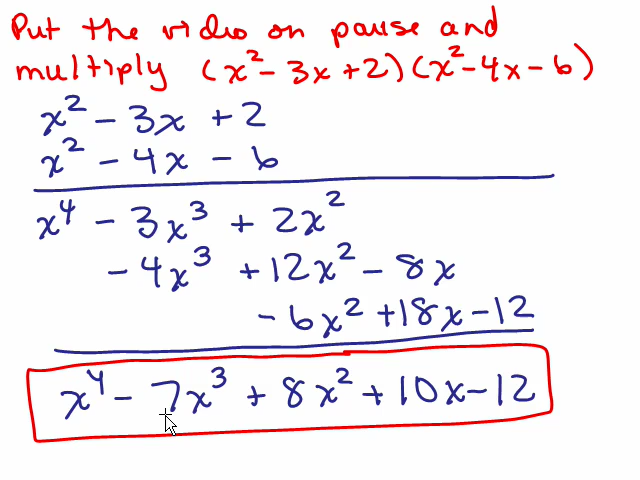 Put the video on pause and
multiply (x² - 3x + 2)(x² - 4x - 6)
x² - 3x + 2
x² - 4x - 6
x⁴ - 3x³ + 2x²
- 4x³ + 12x² - 8x
- 6x² + 18x - 12
x⁴ - 7x³ + 8x² + 10x - 12